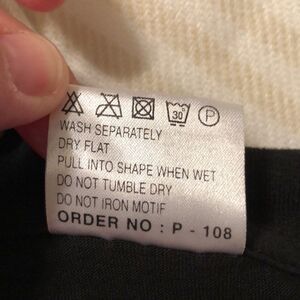 30
P
WASH SEPARATELY
DRY FLAT
PULL INTO SHAPE WHEN WET
DO NOT TUMBLE DRY
DO NOT IRON MOTIF
ORDER NO : P - 108